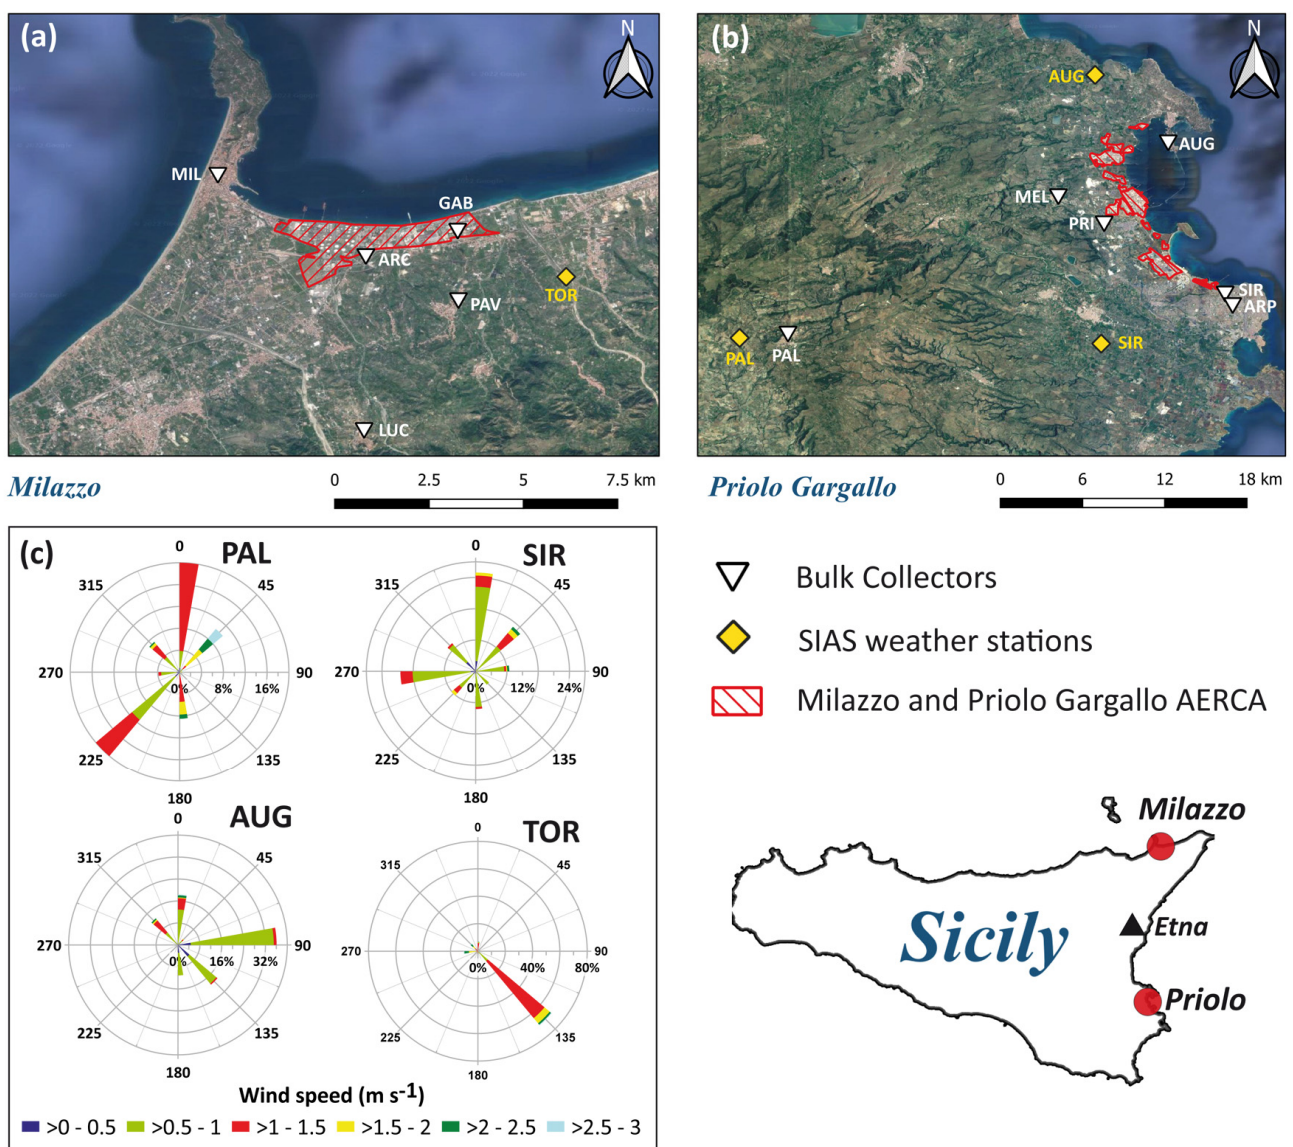 (a)
N
MIL
GAB
ARC
TOR
PAV
LUC
Milazzo
0 2.5 5 7.5 km
(b)
N
AUG
AUG
MEL
PRI
SIR
ARP
PAL
PAL
SIR
Priolo Gargallo
0 6 12 18 km
(c)
PAL
0
315 45
270 0% 8% 16% 90
225 135
180
SIR
0
315 45
270 0% 12% 24% 90
225 135
180
AUG
0
315 45
270 0% 16% 32% 90
225 135
180
TOR
0
315 45
270 0% 40% 80% 90
225 135
180
Wind speed (m s-1)
>0 - 0.5 >0.5 - 1 >1 - 1.5 >1.5 - 2 >2 - 2.5 >2.5 - 3
Bulk Collectors
SIAS weather stations
Milazzo and Priolo Gargallo AERCA
Milazzo
Sicily
Etna
Priolo